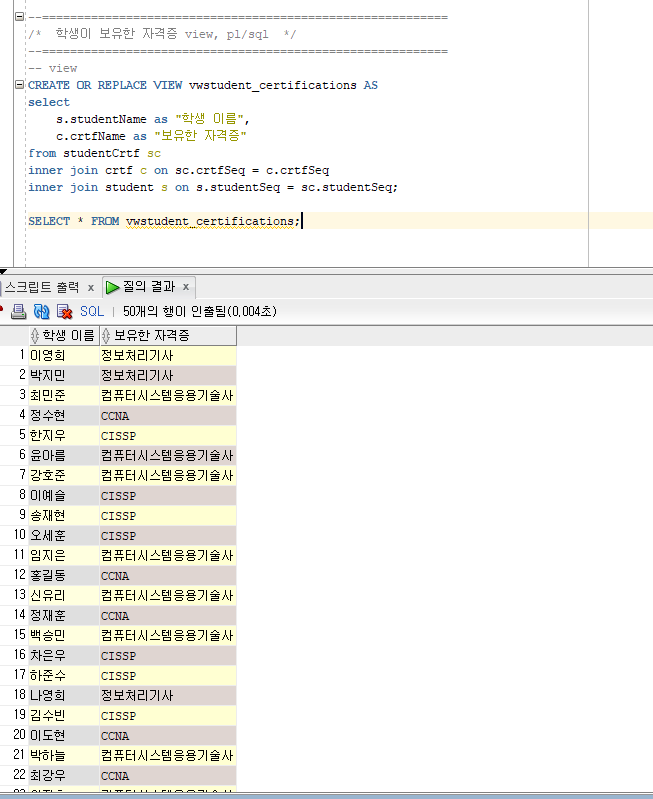 --==========================================================
/*  학생이 보유한 자격증 view, pl/sql  */
--==========================================================
-- view
CREATE OR REPLACE VIEW vwstudent_certifications AS
select
    s.studentName as "학생 이름",
    c.crtfName as "보유한 자격증"
from studentCrtf sc
inner join crtf c on sc.crtfSeq = c.crtfSeq
inner join student s on s.studentSeq = sc.studentSeq;
SELECT * FROM vwstudent_certifications;
스크립트 출력 x 질의 결과 x
SQL | 50개의 행이 인출됨(0,004초)
학생 이름 보유한 자격증
1 이영희 정보처리기사
2 박지민 정보처리기사
3 최민준 컴퓨터시스템응용기술사
4 정수현 CCNA
5 한지우 CISSP
6 윤아름 컴퓨터시스템응용기술사
7 강호준 컴퓨터시스템응용기술사
8 이예슬 CISSP
9 송재현 CISSP
10 오세훈 CISSP
11 임지은 컴퓨터시스템응용기술사
12 홍길동 CCNA
13 신유리 컴퓨터시스템응용기술사
14 정재훈 CCNA
15 백승민 컴퓨터시스템응용기술사
16 차은우 CISSP
17 하준수 CISSP
18 나영희 정보처리기사
19 김수빈 CISSP
20 이도현 CCNA
21 박하늘 컴퓨터시스템응용기술사
22 최강우 CCNA